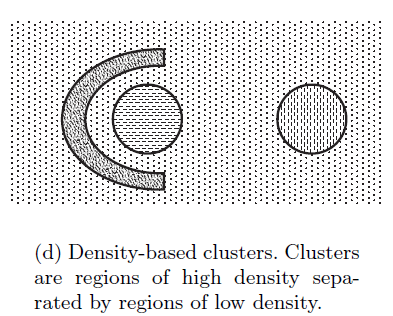 (d) Density-based clusters. Clusters
are regions of high density sepa-
rated by regions of low density.